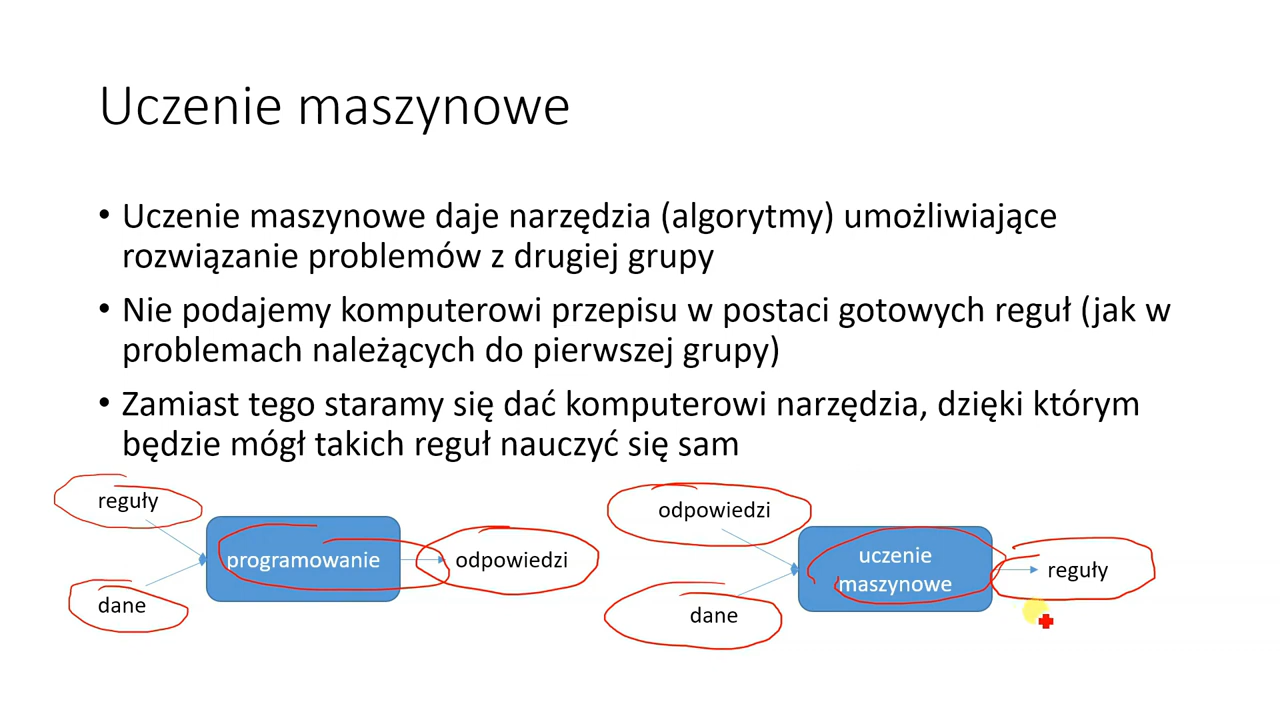 Uczenie maszynowe
• Uczenie maszynowe daje narzędzia (algorytmy) umożliwiające
rozwiązanie problemów z drugiej grupy
• Nie podajemy komputerowi przepisu w postaci gotowych reguł (jak w
problemach należących do pierwszej grupy)
• Zamiast tego staramy się dać komputerowi narzędzia, dzięki którym
będzie mógł takich reguł nauczyć się sam
reguły
programowanie
odpowiedzi
dane
odpowiedzi
uczenie
maszynowe
reguły
dane